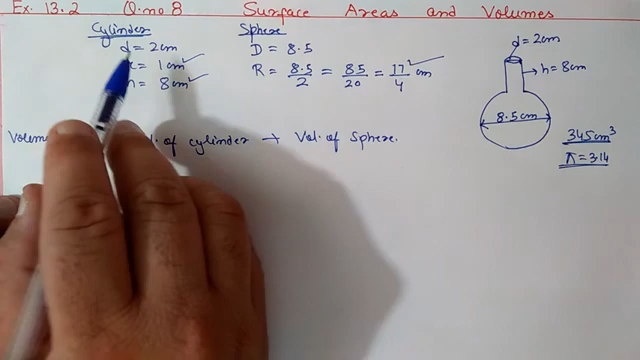 Ex. 13.2 Q.no 8 Surface Areas and Volumes
Cylinder
d = 2cm
= 1cm
= 8cm
Sphere
D = 8.5
R = 8.5/2 = 85/20 = 17/4 cm
d = 2cm
h = 8cm
8.5cm
345cm³
π = 3.14
Volume of cylinder + Vol. of Sphere.